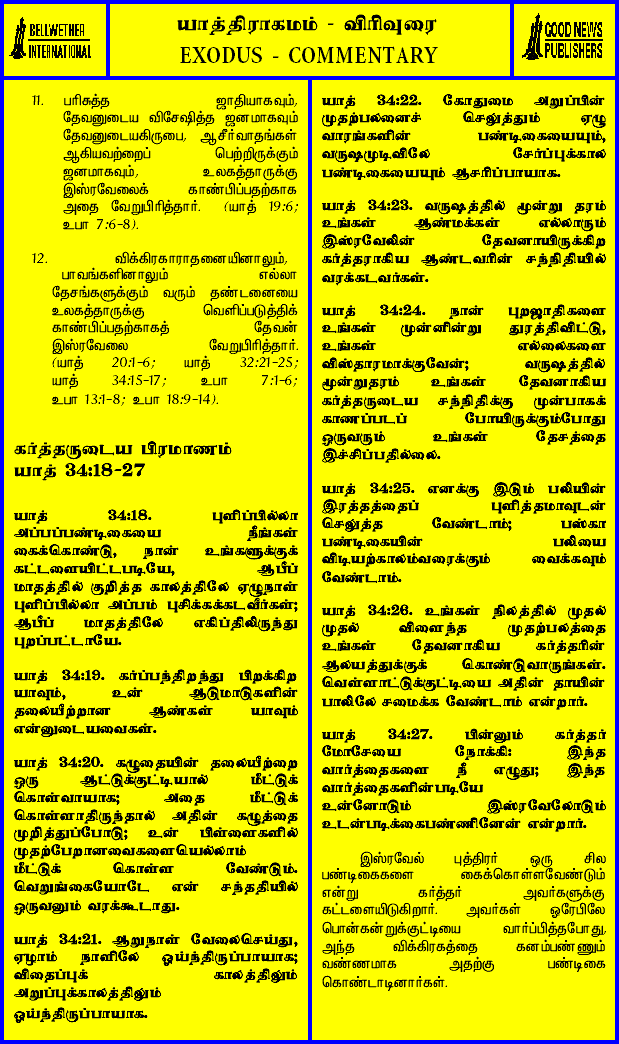 BELLWETHER
INTERNATIONAL
யாத்திராகமம் - விரிவுரை
EXODUS - COMMENTARY
GOOD NEWS
PUBLISHERS
11. பரிசுத்த ஜாதியாகவும்,
தேவனுடைய விசேஷித்த ஜனமாகவும்
தேவனுடையகிருபை, ஆசீர்வாதங்கள்
ஆகியவற்றைப் பெற்றிருக்கும்
ஜனமாகவும், உலகத்தாருக்கு
இஸ்ரவேலைக் காண்பிப்பதற்காக
அதை வேறுபிரித்தார். (யாத் 19:6;
உபா 7:6-8).
12. விக்கிரகாராதனையினாலும்,
பாவங்களினாலும் எல்லா
தேசங்களுக்கும் வரும் தண்டனையை
உலகத்தாருக்கு வெளிப்படுத்திக்
காண்பிப்பதற்காகத் தேவன்
இஸ்ரவேலை வேறுபிரித்தார்.
(யாத் 20:1-6; யாத் 32:21-25;
யாத் 34:15-17; உபா 7:1-6;
உபா 13:1-8; உபா 18:9-14).
கர்த்தருடைய பிரமாணம்
யாத் 34:18-27
யாத் 34:18. புளிப்பில்லா
அப்பப்பண்டிகையை நீங்கள்
கைக்கொண்டு, நான் உங்களுக்குக்
கட்டளையிட்டபடியே, ஆபீப்
மாதத்தில் குறித்த காலத்திலே ஏழுநாள்
புளிப்பில்லா அப்பம் புசிக்கக்கடவீர்கள்;
ஆபீப் மாதத்திலே எகிப்திலிருந்து
புறப்பட்டாயே.
யாத் 34:19. கர்ப்பந்திறந்து பிறக்கிற
யாவும், உன் ஆடுமாடுகளின்
தலையீற்றான ஆண்கள் யாவும்
என்னுடையவைகள்.
யாத் 34:20. கழுதையின் தலையீற்றை
ஒரு ஆட்டுக்குட்டியால் மீட்டுக்
கொள்வாயாக; அதை மீட்டுக்
கொள்ளாதிருந்தால் அதின் கழுத்தை
முறித்துப்போடு; உன் பிள்ளைகளில்
முதற்பேறானவைகளையெல்லாம்
மீட்டுக் கொள்ள வேண்டும்.
வெறுங்கையோடே என் சந்ததியில்
ஒருவனும் வரக்கூடாது.
யாத் 34:21. ஆறுநாள் வேலைசெய்து,
ஏழாம் நாளிலே ஓய்ந்திருப்பாயாக;
விதைப்புக் காலத்திலும்
அறுப்புக்காலத்திலும்
ஓய்ந்திருப்பாயாக.
யாத் 34:22. கோதுமை அறுப்பின்
முதற்பலனைச் செலுத்தும் ஏழு
வாரங்களின் பண்டிகையையும்,
வருஷமுடிவிலே சேர்ப்புக்கால
பண்டிகையையும் ஆசரிப்பாயாக.
யாத் 34:23. வருஷத்தில் மூன்று தரம்
உங்கள் ஆண்மக்கள் எல்லாரும்
இஸ்ரவேலின் தேவனாயிருக்கிற
கர்த்தராகிய ஆண்டவரின் சந்நிதியில்
வரக்கடவர்கள்.
யாத் 34:24. நான் புறஜாதிகளை
உங்கள் முன்னின்று துரத்திவிட்டு,
உங்கள் எல்லைகளை
விஸ்தாரமாக்குவேன்; வருஷத்தில்
மூன்றுதரம் உங்கள் தேவனாகிய
கர்த்தருடைய சந்நிதிக்கு முன்பாகக்
காணப்படப் போயிருக்கும்போது
ஒருவரும் உங்கள் தேசத்தை
இச்சிப்பதில்லை.
யாத் 34:25. எனக்கு இடும் பலியின்
இரத்தத்தைப் புளித்தமாவுடன்
செலுத்த வேண்டாம்; பஸ்கா
பண்டிகையின் பலியை
விடியற்காலம்வரைக்கும் வைக்கவும்
வேண்டாம்.
யாத் 34:26. உங்கள் நிலத்தில் முதல்
முதல் விளைந்த முதற்பலத்தை
உங்கள் தேவனாகிய கர்த்தரின்
ஆலயத்துக்குக் கொண்டுவாருங்கள்.
வெள்ளாட்டுக்குட்டியை அதின் தாயின்
பாலிலே சமைக்க வேண்டாம் என்றார்.
யாத் 34:27. பின்னும் கர்த்தர்
மோசேயை நோக்கி: இந்த
வார்த்தைகளை நீ எழுது; இந்த
வார்த்தைகளின்படியே
உன்னோடும் இஸ்ரவேலோடும்
உடன்படிக்கைபண்ணினேன் என்றார்.
இஸ்ரவேல் புத்திரர் ஒரு சில
பண்டிகைகளை கைக்கொள்ளவேண்டும்
என்று கர்த்தர் அவர்களுக்கு
கட்டளையிடுகிறார். அவர்கள் ஒரேபிலே
பொன்கன்றுக்குட்டியை வார்ப்பித்தபோது,
அந்த விக்கிரகத்தை கனம்பண்ணும்
வண்ணமாக அதற்கு பண்டிகை
கொண்டாடினார்கள்.